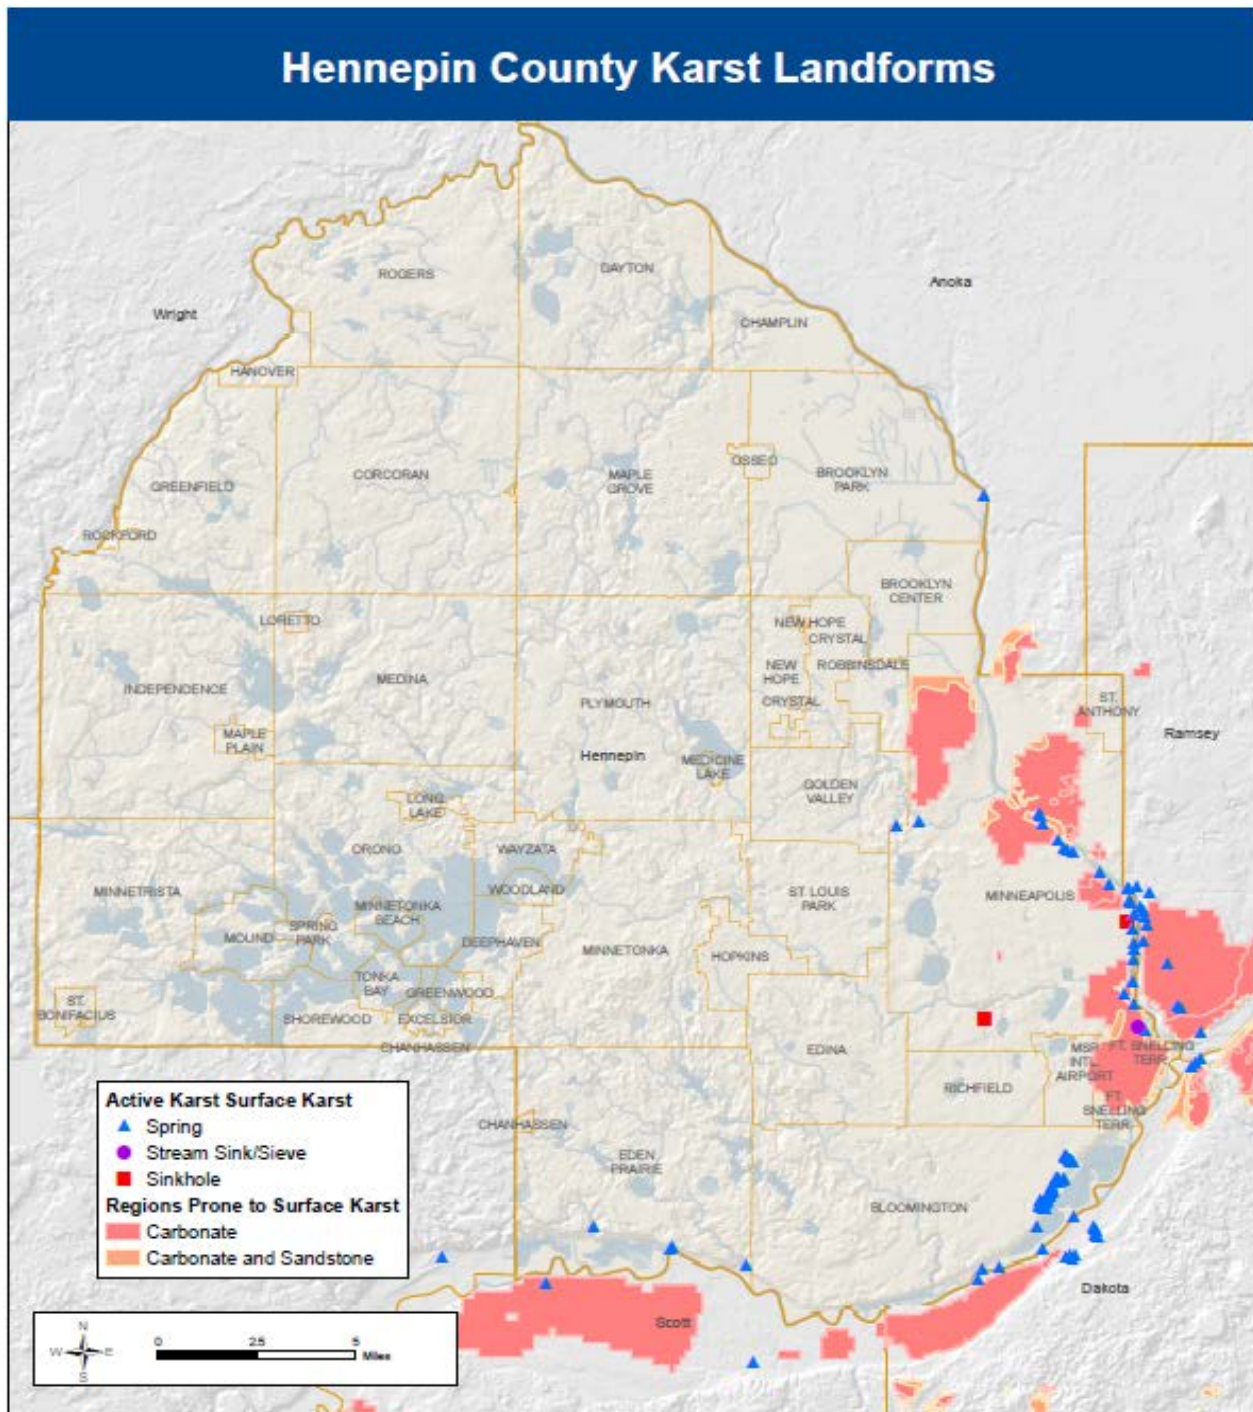 Hennepin County Karst Landforms
ROGERS
DAYTON
Anoka
Wright
CHAMPLIN
HANOVER
OSSEO
CORCORAN
MAPLE
GROVE
BROOKLYN
PARK
GREENFIELD
ROCKFORD
BROOKLYN
CENTER
LORETTO
NEW HOPE
CRYSTAL
NEW
HOPE
ROBBINSDALE
INDEPENDENCE
MEDINA
PLYMOUTH
CRYSTAL
ST.
ANTHONY
MAPLE
PLAIN
Hennepin
MEDICINE
LAKE
Ramsey
GOLDEN
VALLEY
LONG
LAKE
ORONO
WAYZATA
MINNETRISTA
WOODLAND
ST. LOUIS
PARK
MINNEAPOLIS
MINNETONKA
BEACH
SPRING
PARK
MOUND
DEEPHAVEN
MINNETONKA
HOPKINS
TONKA
BAY
GREENWOOD
ST.
BONIFACIUS
SHOREWOOD
EXCELSIOR
CHANHASSEN
EDINA
MSP
INTL.
AIRPORT
FT. SNELLING
TERR.
RICHFIELD
FT.
SNELLING
TERR.
CHANHASSEN
EDEN
PRAIRIE
BLOOMINGTON
Active Karst Surface Karst
Spring
Stream Sink/Sieve
Sinkhole
Regions Prone to Surface Karst
Carbonate
Carbonate and Sandstone
Dakota
Scott
N
W
E
S
0
2.5
5
Miles